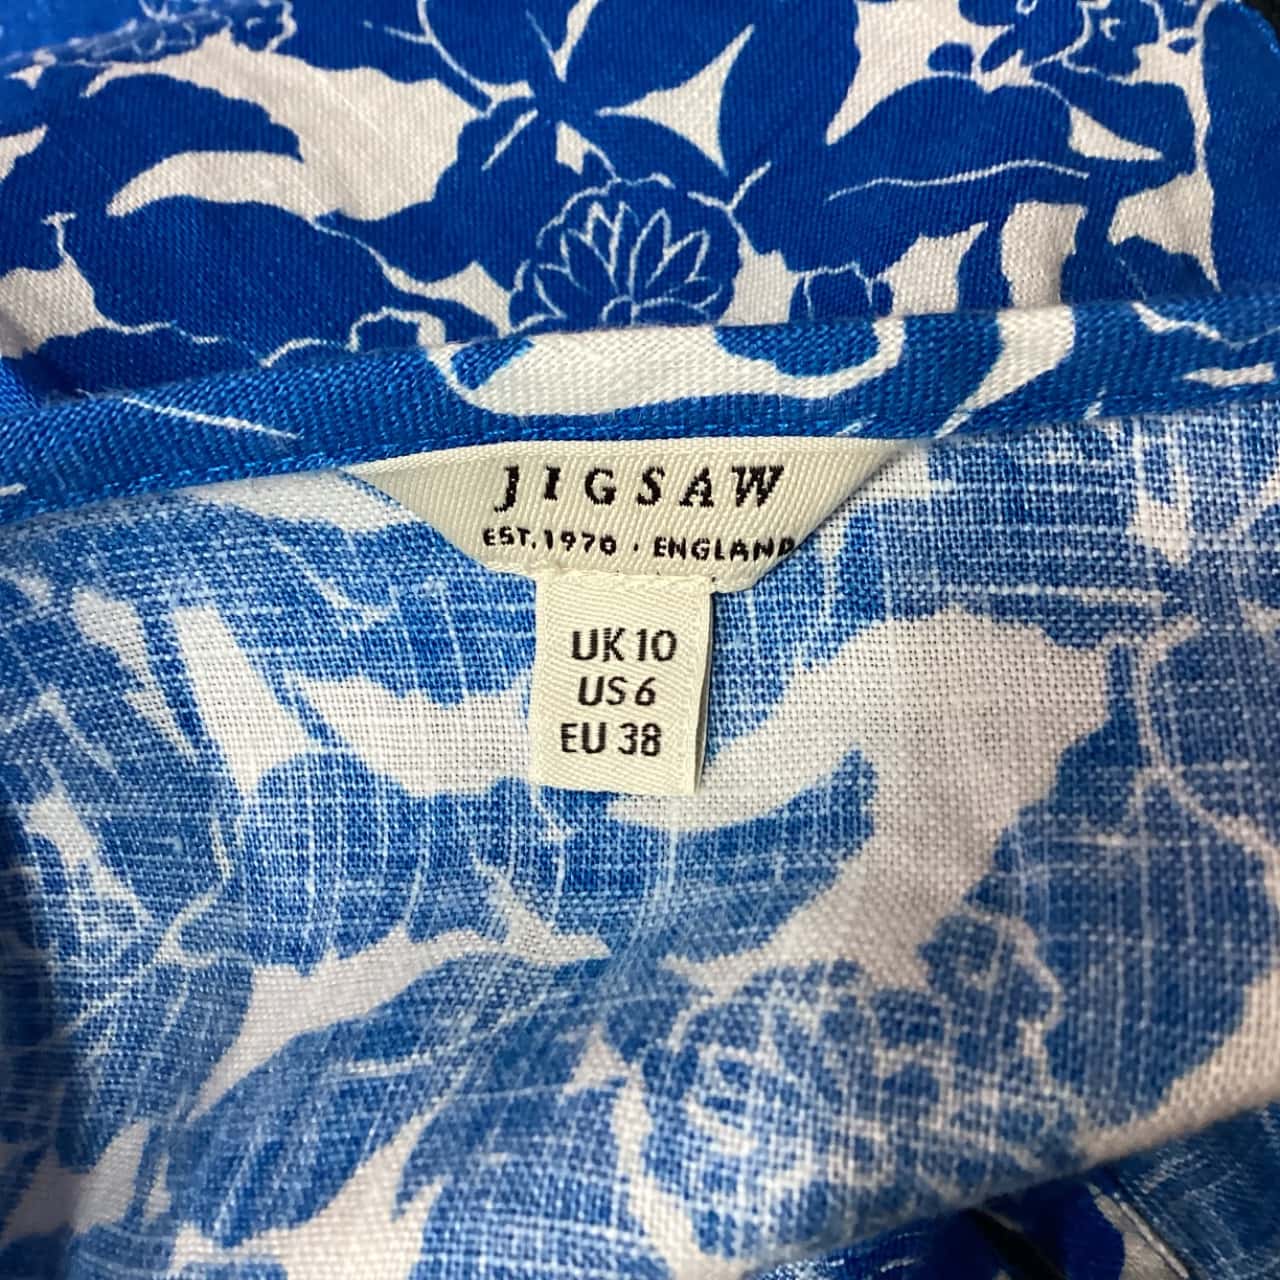 JIGSAW
EST. 1970 · ENGLAND
UK 10
US 6
EU 38